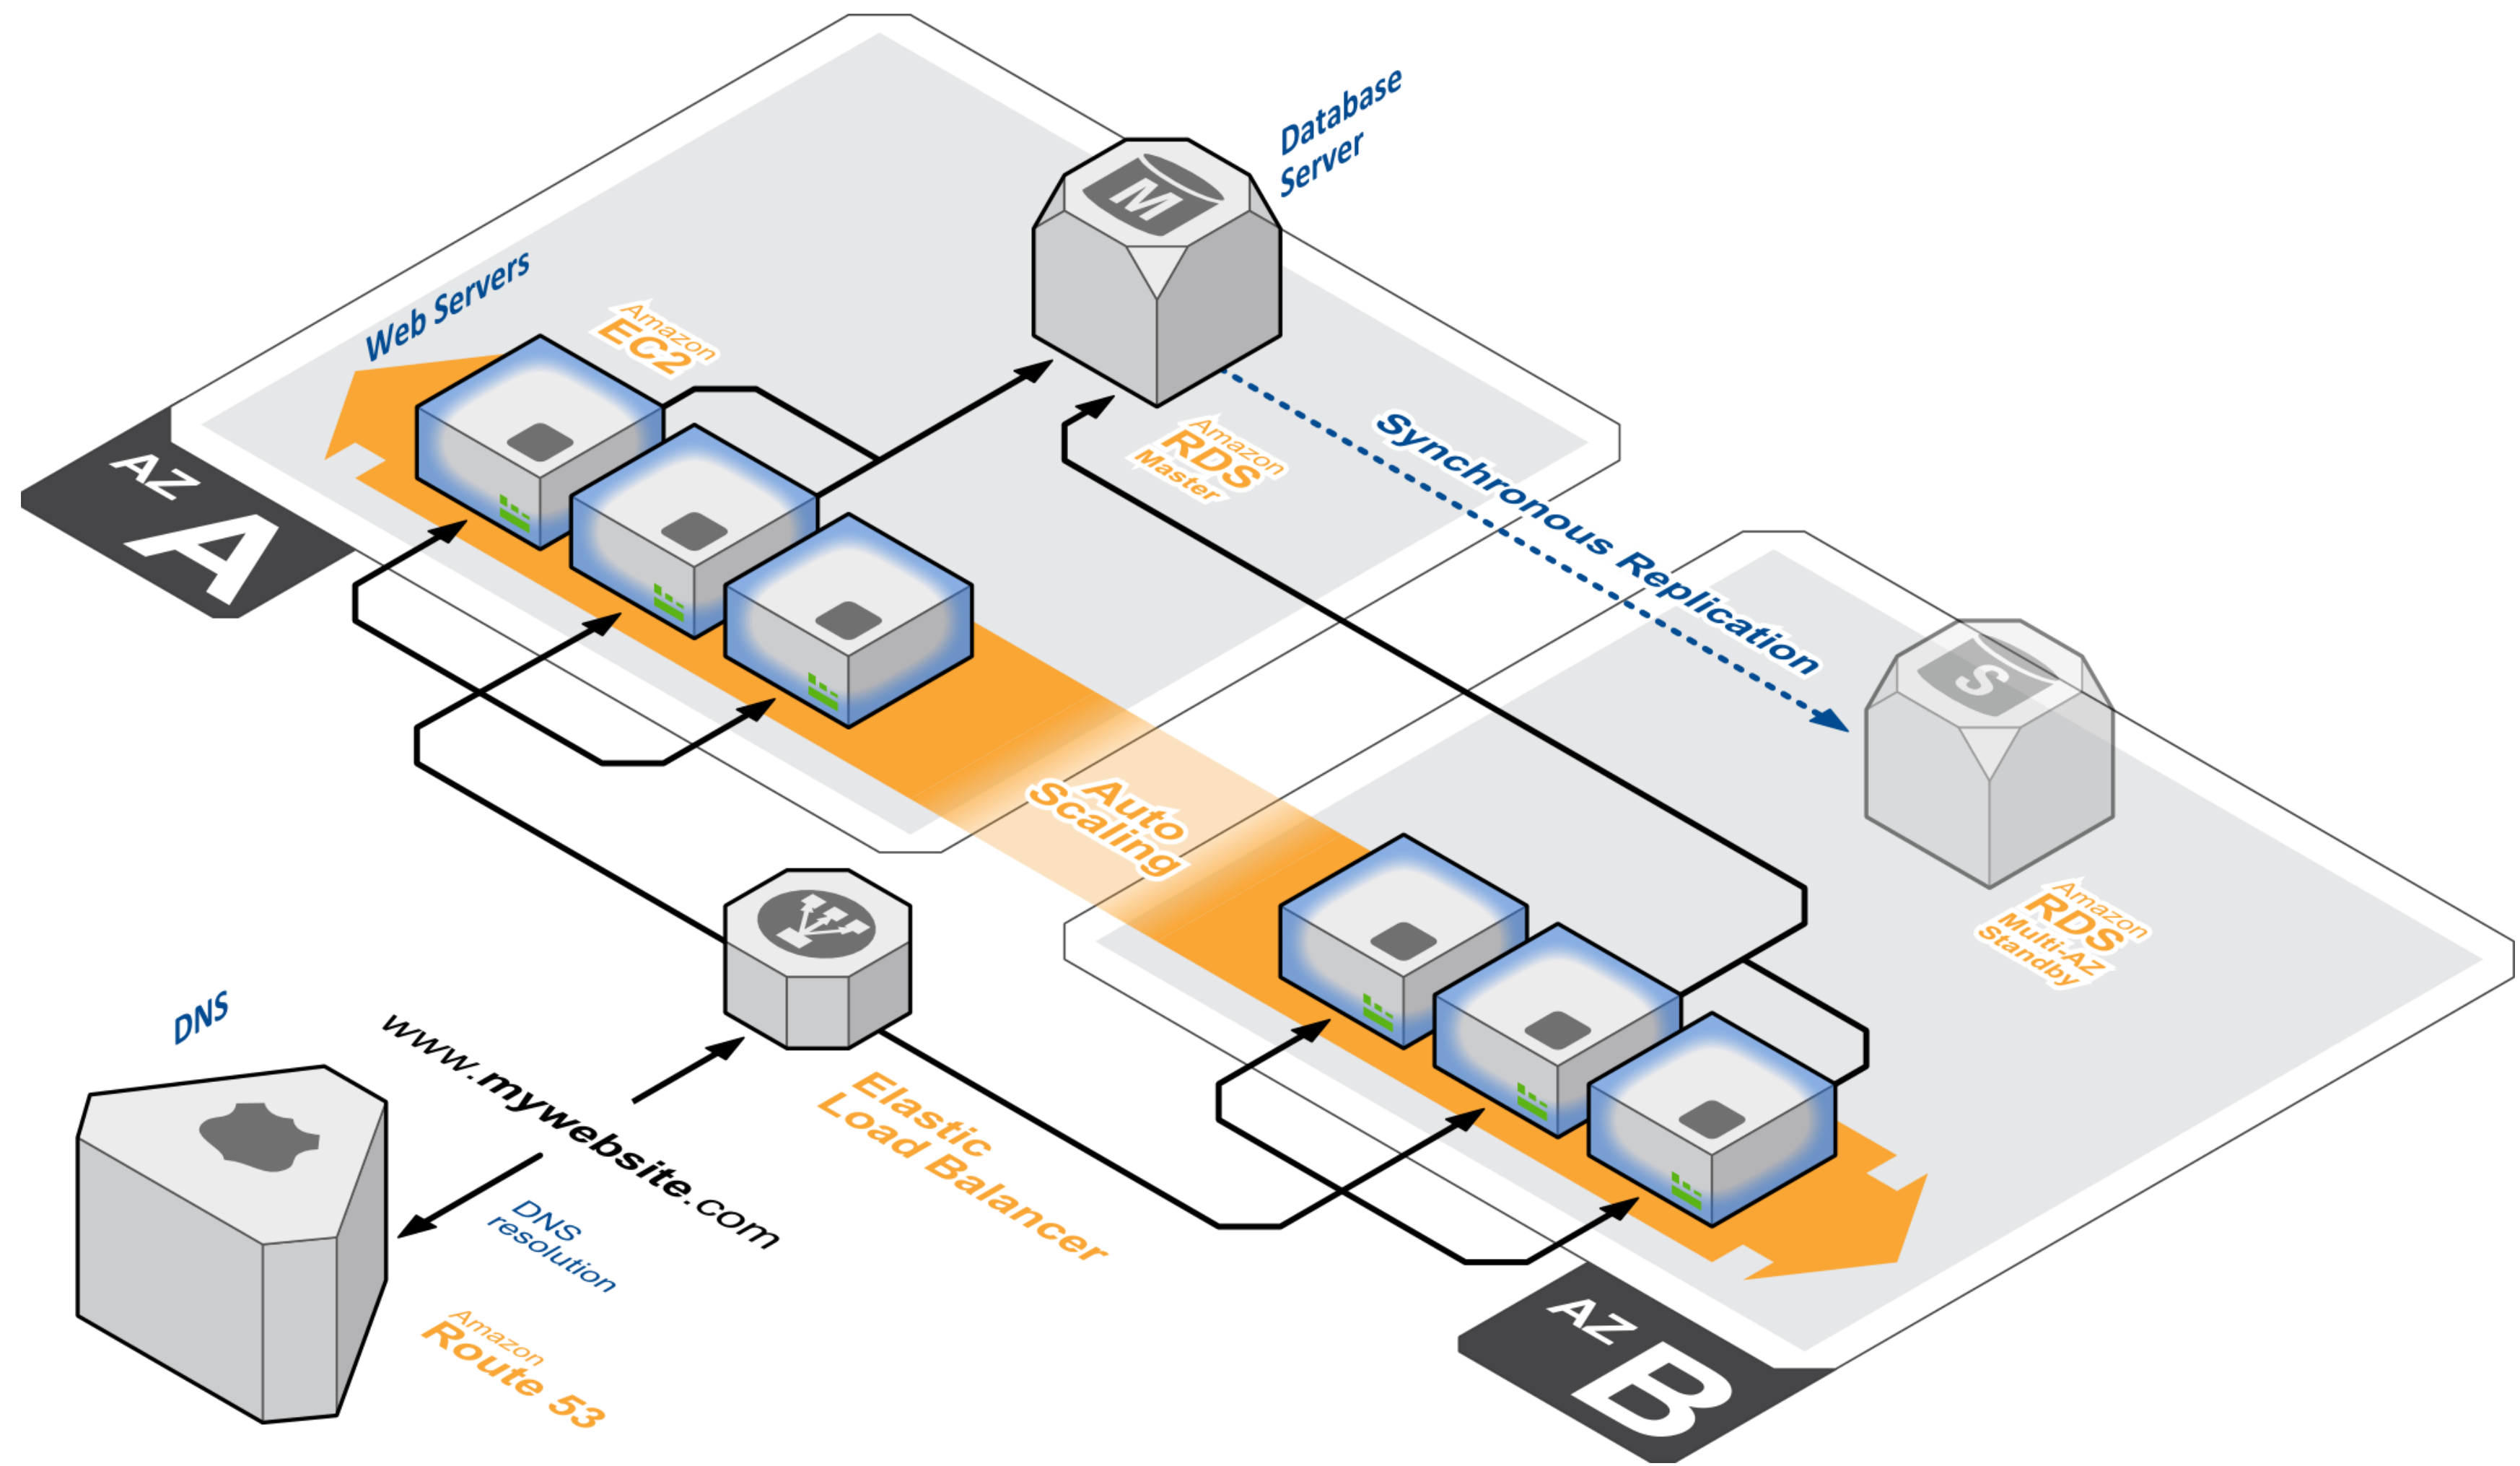 Database
Server
M
Web Servers
Amazon
EC2
AZ
A
Amazon
RDS
Master
Synchronous Replication
S
Auto
Scaling
Amazon
RDS
Multi-AZ
Standby
DNS
www.mywebsite.com
Elastic
Load Balancer
DNS
resolution
Amazon
Route 53
AZ
B